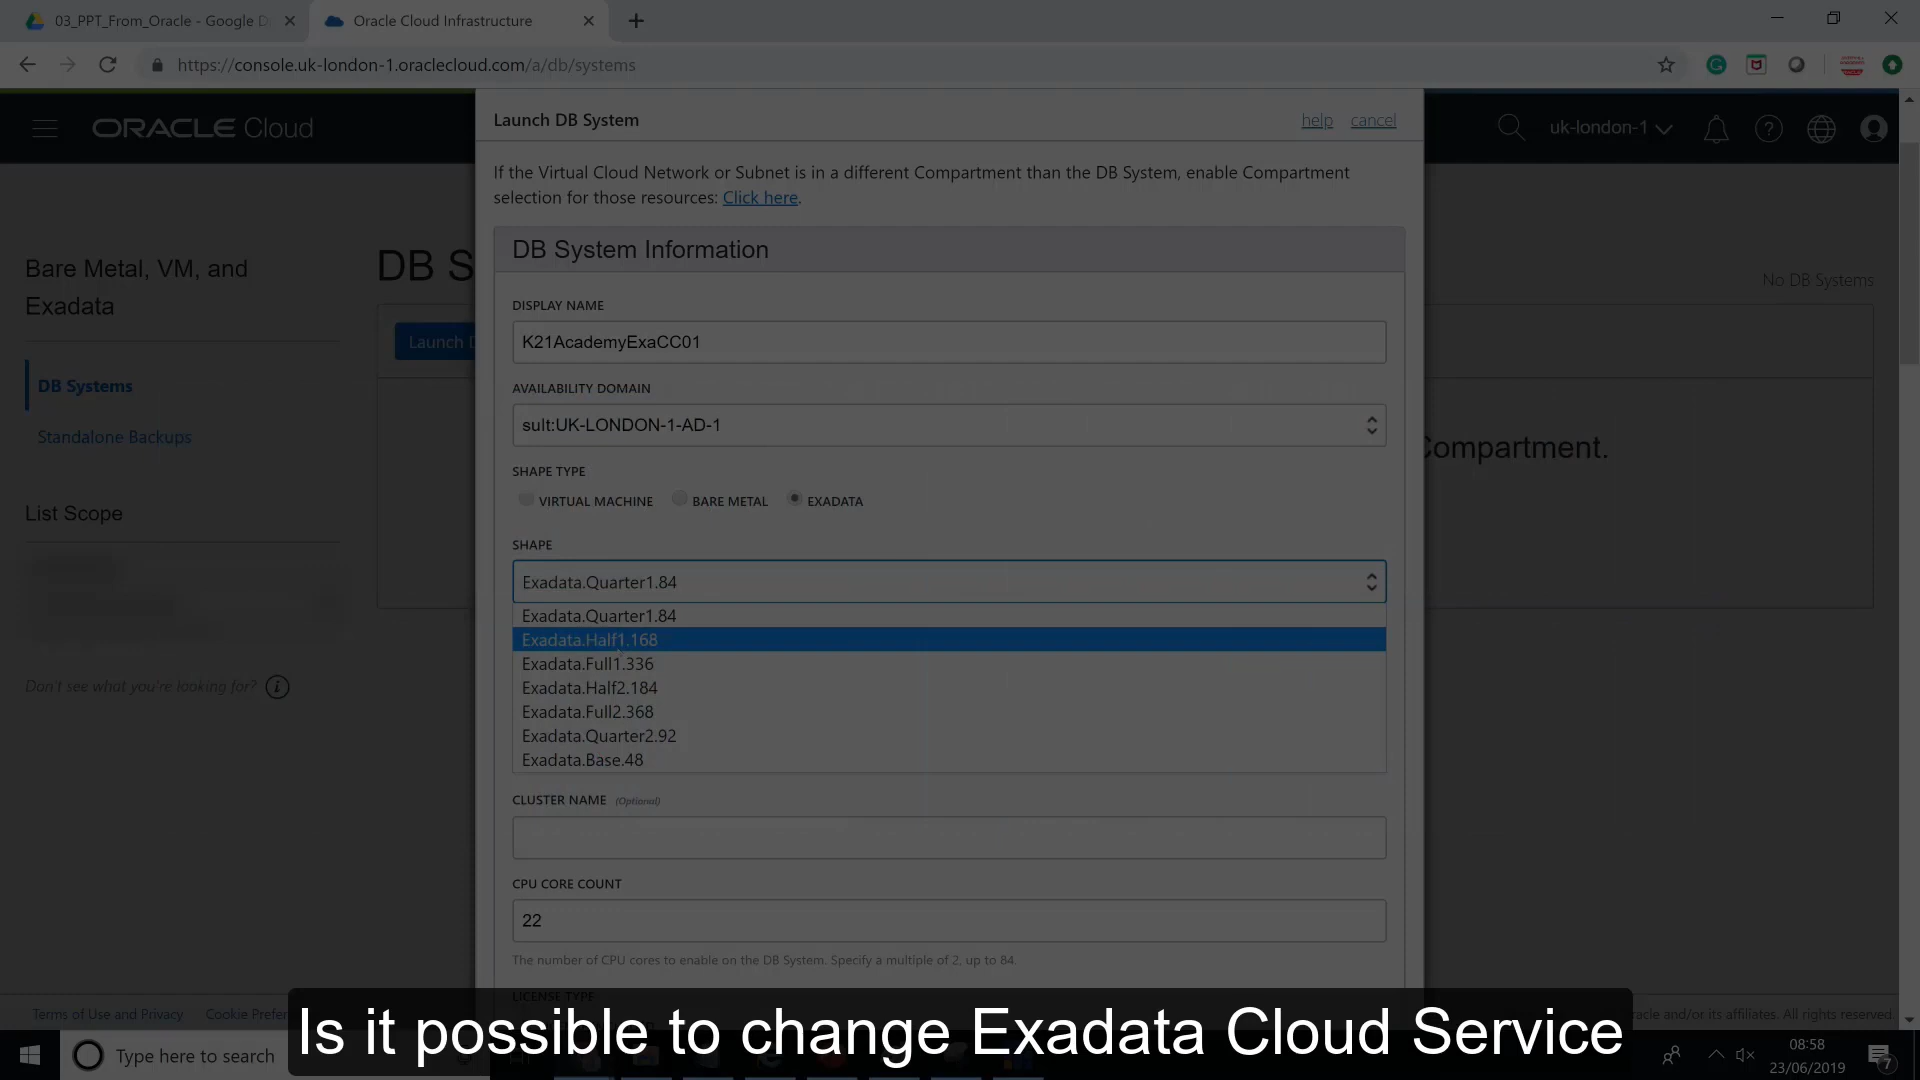 03_PPT_From_Oracle - Google D
Oracle Cloud Infrastructure
https://console.uk-london-1.oraclecloud.com/a/db/systems
ORACLE Cloud
uk-london-1
Launch DB System
help
cancel
If the Virtual Cloud Network or Subnet is in a different Compartment than the DB System, enable Compartment
selection for those resources: Click here.
Bare Metal, VM, and
Exadata
DB Systems
Standalone Backups
List Scope
Don't see what you're looking for?
DB S
Launch D
No DB Systems
Compartment.
DB System Information
DISPLAY NAME
K21AcademyExaCC01
AVAILABILITY DOMAIN
sult:UK-LONDON-1-AD-1
SHAPE TYPE
VIRTUAL MACHINE
BARE METAL
EXADATA
SHAPE
Exadata.Quarter1.84
Exadata.Quarter1.84
Exadata.Half1.168
Exadata.Full1.336
Exadata.Half2.184
Exadata.Full2.368
Exadata.Quarter2.92
Exadata.Base.48
CLUSTER NAME (Optional)
CPU CORE COUNT
22
The number of CPU cores to enable on the DB System. Specify a multiple of 2, up to 84.
LICENSE TYPE
Terms of Use and Privacy
Cookie Prefer
racle and/or its affiliates. All rights reserved.
Is it possible to change Exadata Cloud Service
Type here to search
08:58
23/06/2019
7